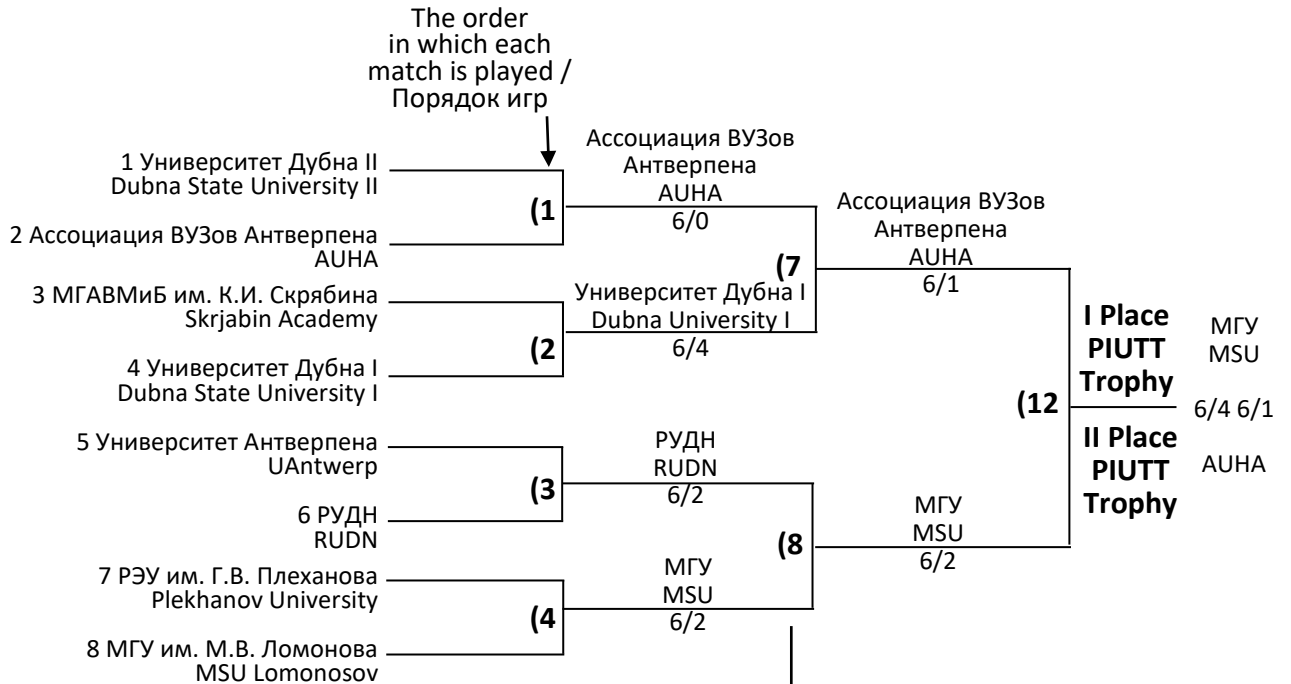 The order
in which each
match is played /
Порядок игр
1 Университет Дубна II
Dubna State University II
2 Ассоциация ВУЗов Антверпена
AUHA
3 МГАВМиБ им. К.И. Скрябина
Skrjabin Academy
4 Университет Дубна I
Dubna State University I
5 Университет Антверпена
UAntwerp
6 РУДН
RUDN
7 РЭУ им. Г.В. Плеханова
Plekhanov University
8 МГУ им. М.В. Ломонова
MSU Lomonosov
(1
(2
(3
(4
Ассоциация ВУЗов
Антверпена
AUHA
6/0
Университет Дубна I
Dubna University I
6/4
РУДН
RUDN
6/2
МГУ
MSU
6/2
(7
(8
Ассоциация ВУЗов
Антверпена
AUHA
6/1
МГУ
MSU
6/2
(12
I Place
PIUTT
Trophy
МГУ
MSU
6/4 6/1
II Place
PIUTT
Trophy
AUHA